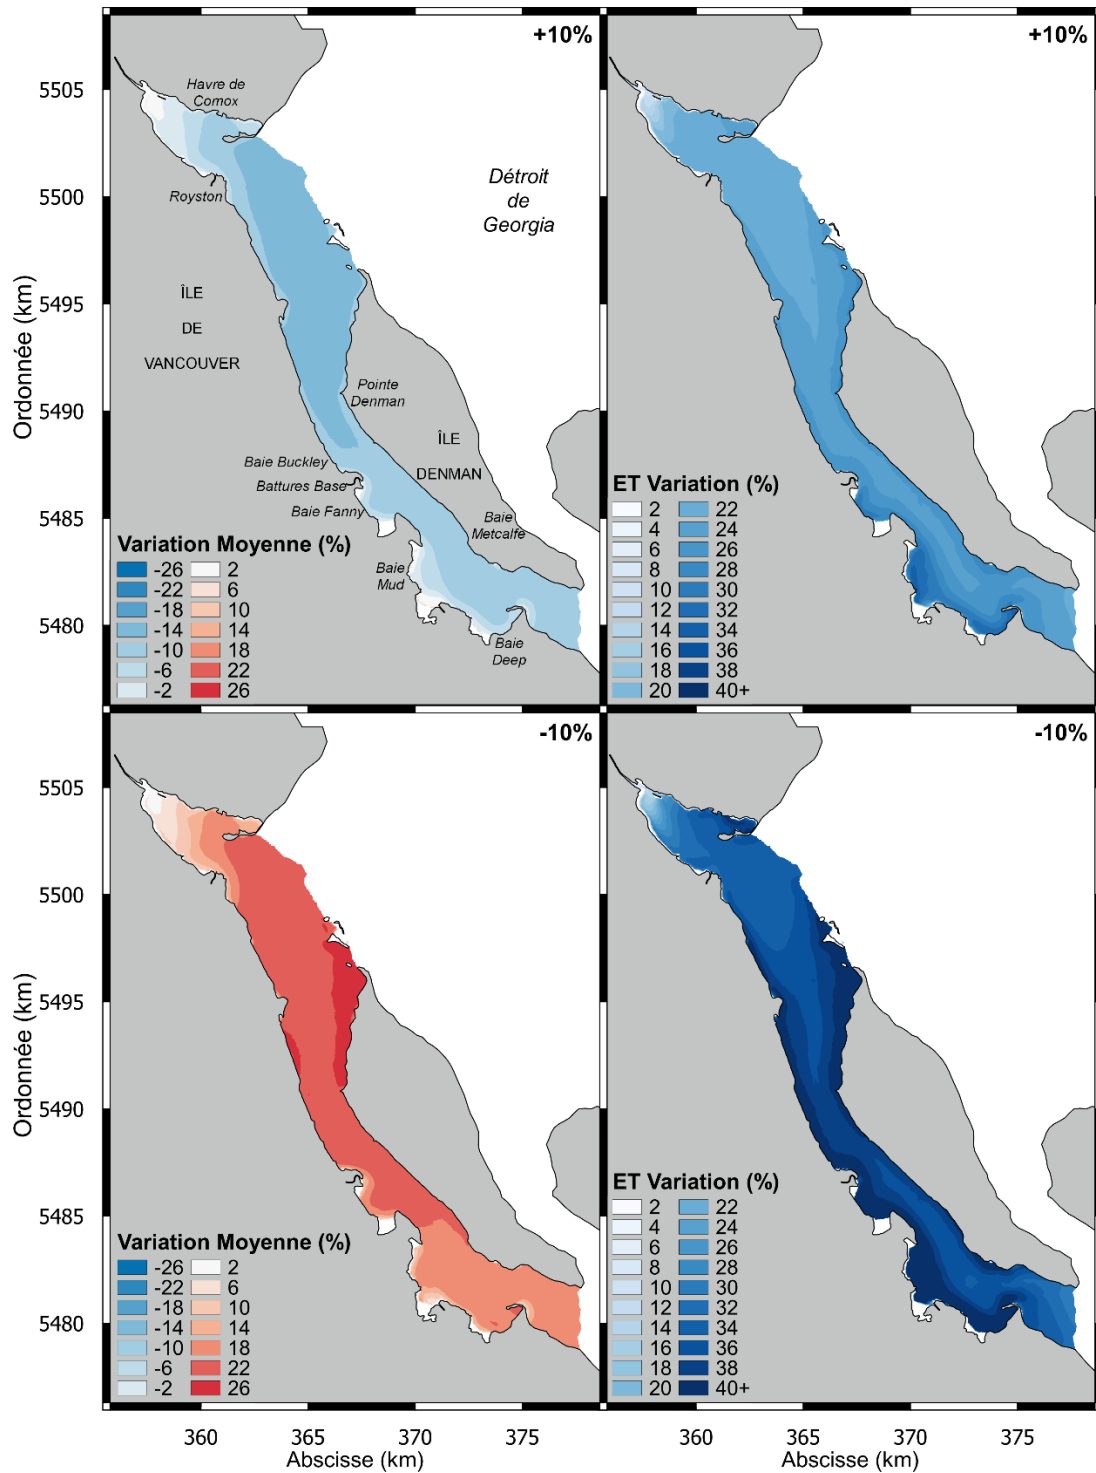 +10%
5505
Havre de
Comox
5500
Royston
Détroit
de
Georgia
5495
ÎLE
DE
VANCOUVER
Ordonnée (km)
5490
Pointe
Denman
ÎLE
DENMAN
Baie Buckley
Battures Base
Baie Fanny
5485
Baie
Metcalfe
Baie
Mud
5480
Baie
Deep
Variation Moyenne (%)
-26 2
-22 6
-18 10
-14 14
-10 18
-6 22
-2 26
+10%
ET Variation (%)
2 22
4 24
6 26
8 28
10 30
12 32
14 34
16 36
18 38
20 40+
-10%
5505
5500
5495
5490
5485
5480
Ordonnée (km)
Variation Moyenne (%)
-26 2
-22 6
-18 10
-14 14
-10 18
-6 22
-2 26
360 365 370 375
Abscisse (km)
-10%
ET Variation (%)
2 22
4 24
6 26
8 28
10 30
12 32
14 34
16 36
18 38
20 40+
360 365 370 375
Abscisse (km)